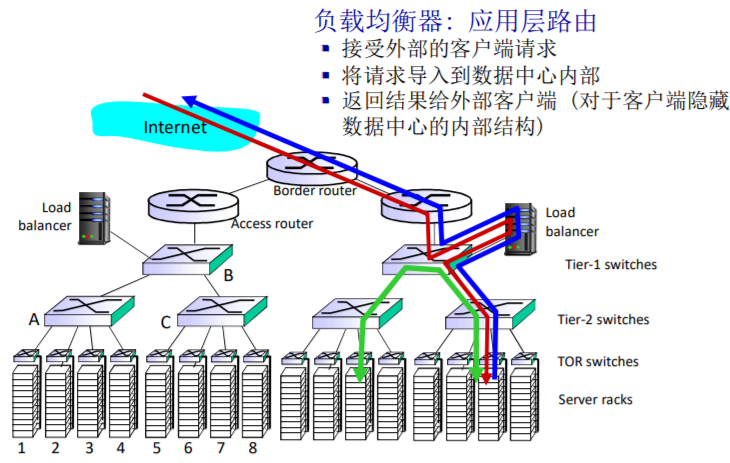 负载均衡器：应用层路由
接受外部的客户端请求
将请求导入到数据中心内部
返回结果给外部客户端（对于客户端隐藏
数据中心的内部结构）
Internet
Border router
Access router
Load
balancer
Load
balancer
Tier-1 switches
B
A
C
Tier-2 switches
TOR switches
Server racks
1 2 3 4 5 6 7 8